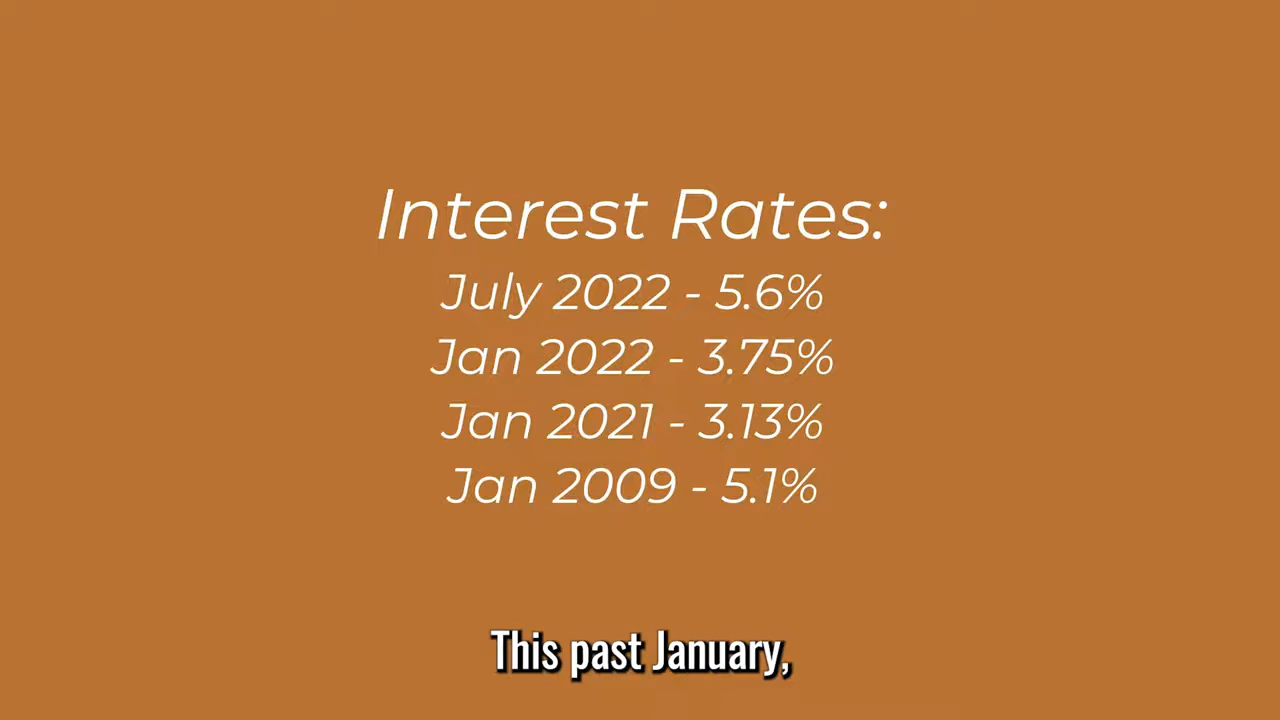 Interest Rates:
July 2022 - 5.6%
Jan 2022 - 3.75%
Jan 2021 - 3.13%
Jan 2009 - 5.1%
This past January,